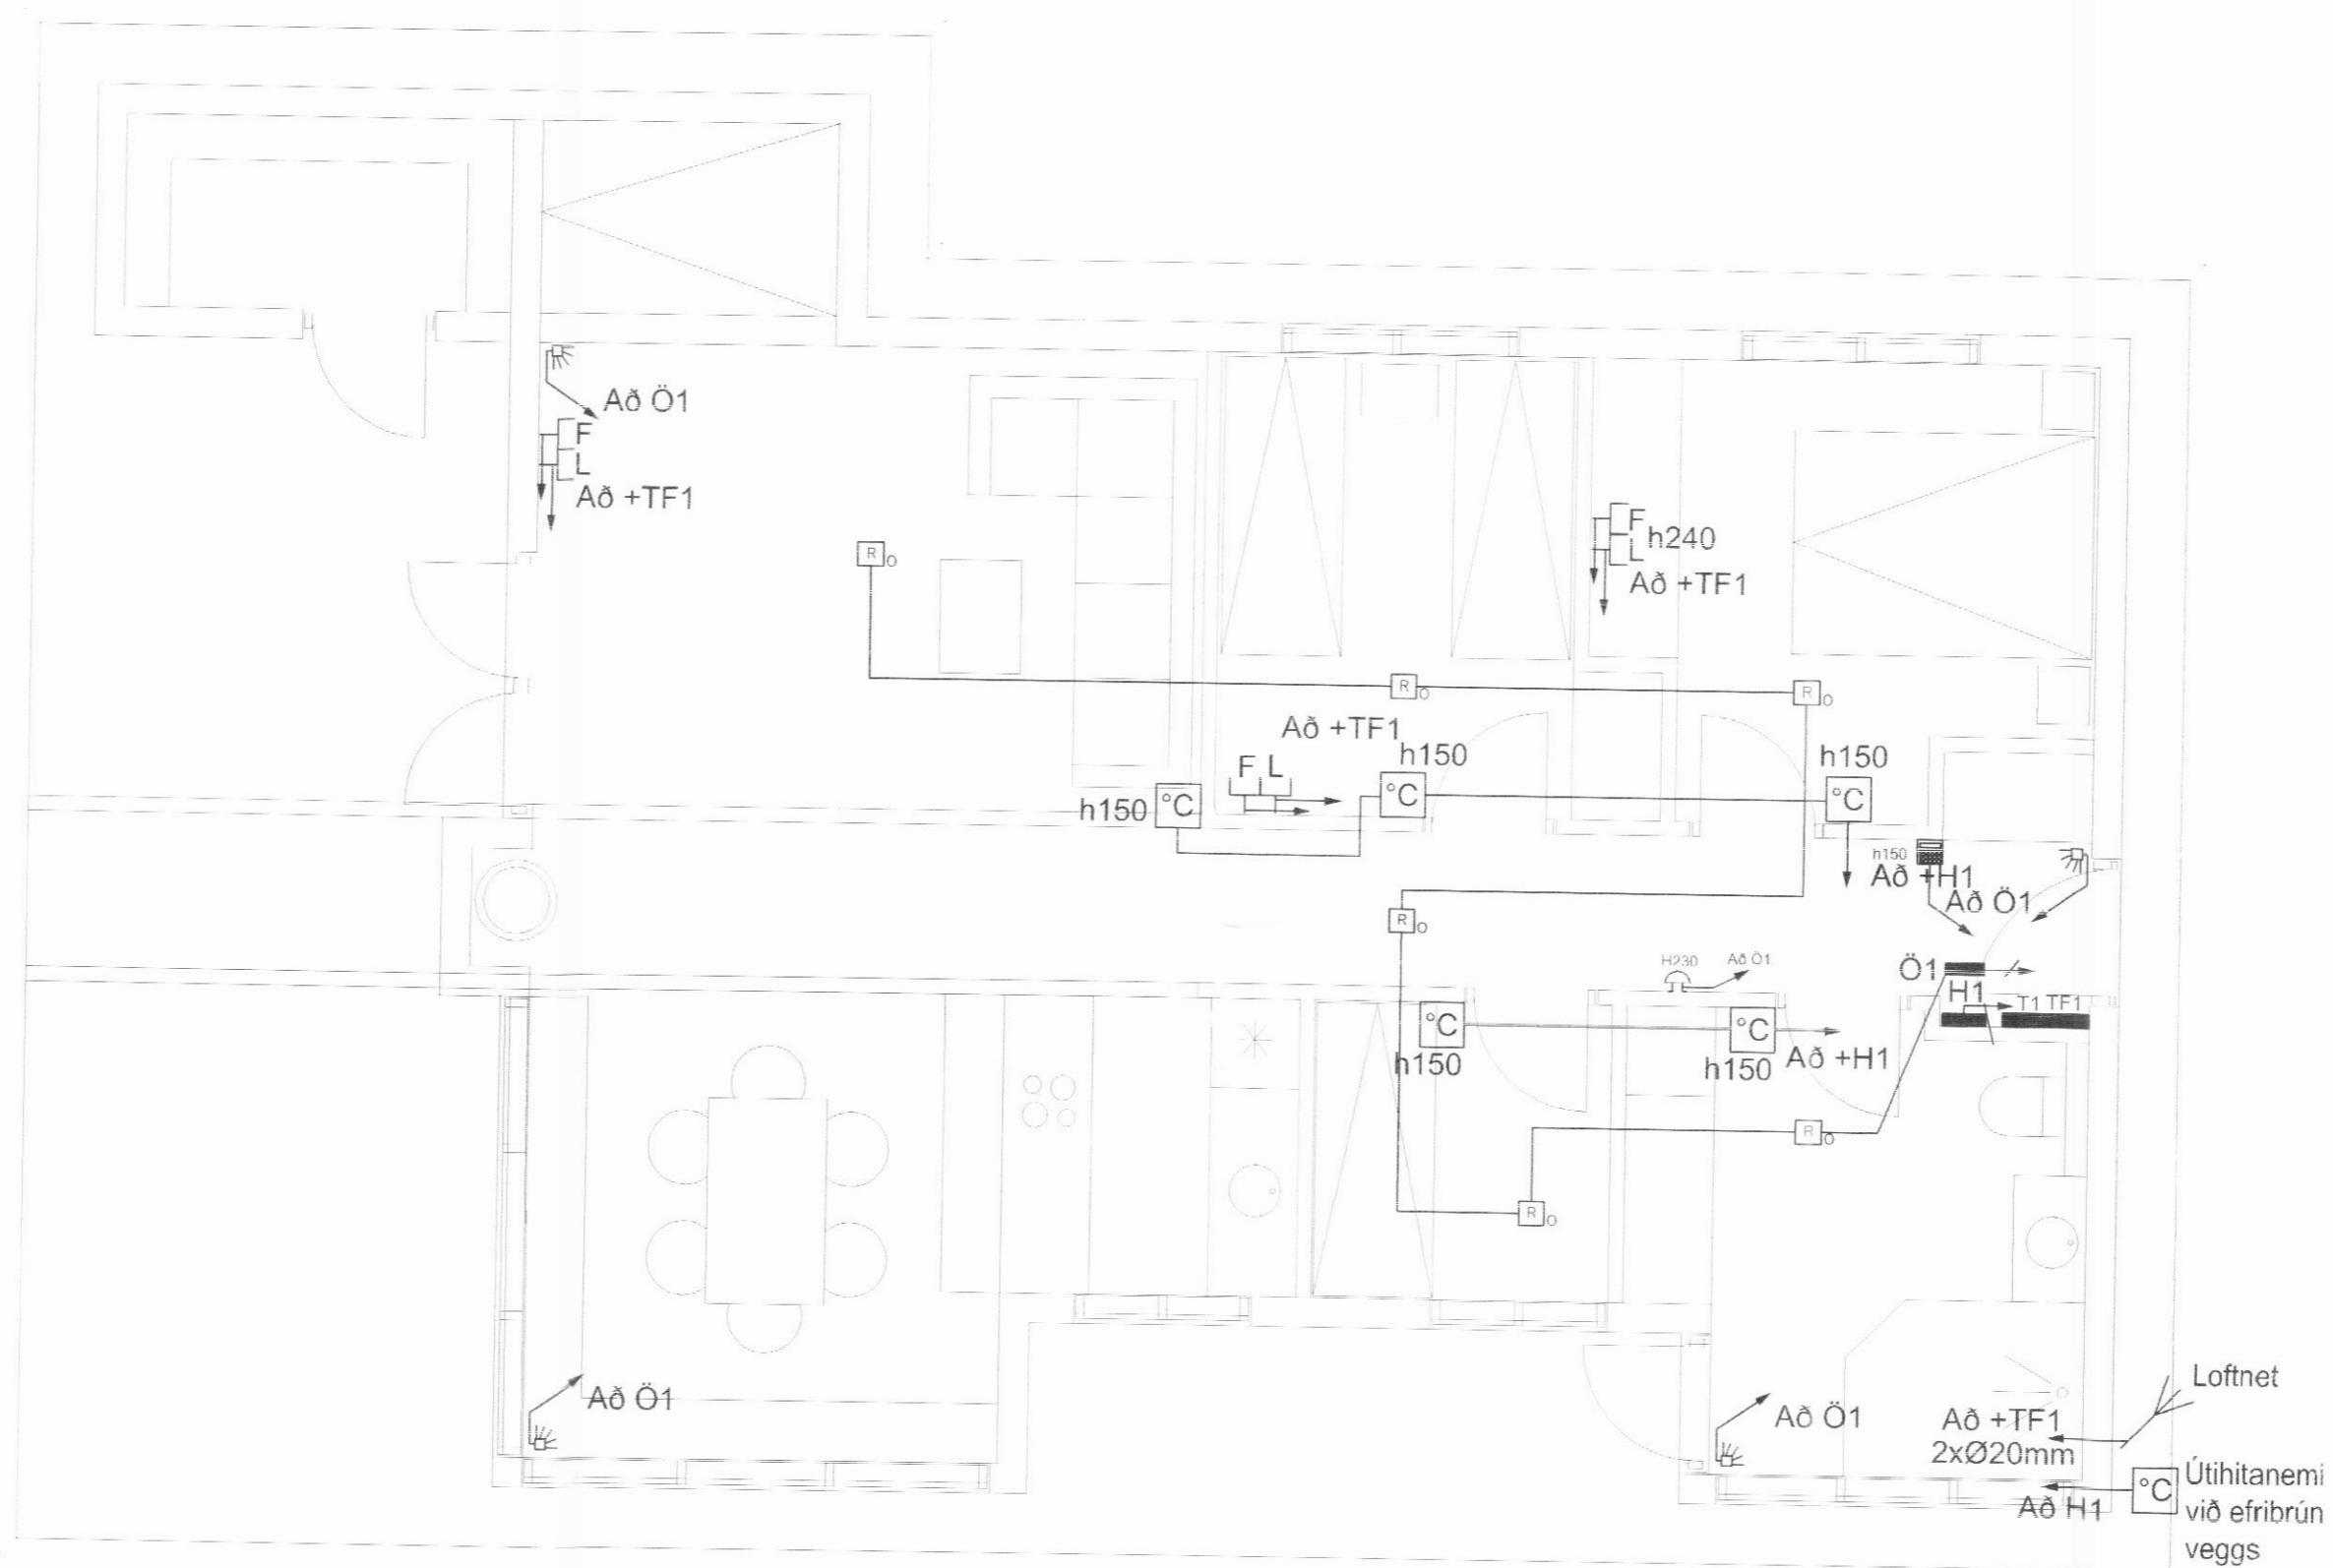 Að Ö1
F
L
Að +TF1
R O
F
h240
L
Að +TF1
R O
R O
Að +TF1
h150
h150
F L
°C
h150
°C
°C
h150
Að +H1
Að Ö1
R O
H230
Að Ö1
Ö1
H1
T1 TF1
°C
°C
h150
h150
Að +H1
R O
R O
Að Ö1
Að Ö1
Loftnet
Að +TF1
2xØ20mm
°C
Að H1
Útihitanemi
við efribrún
veggs